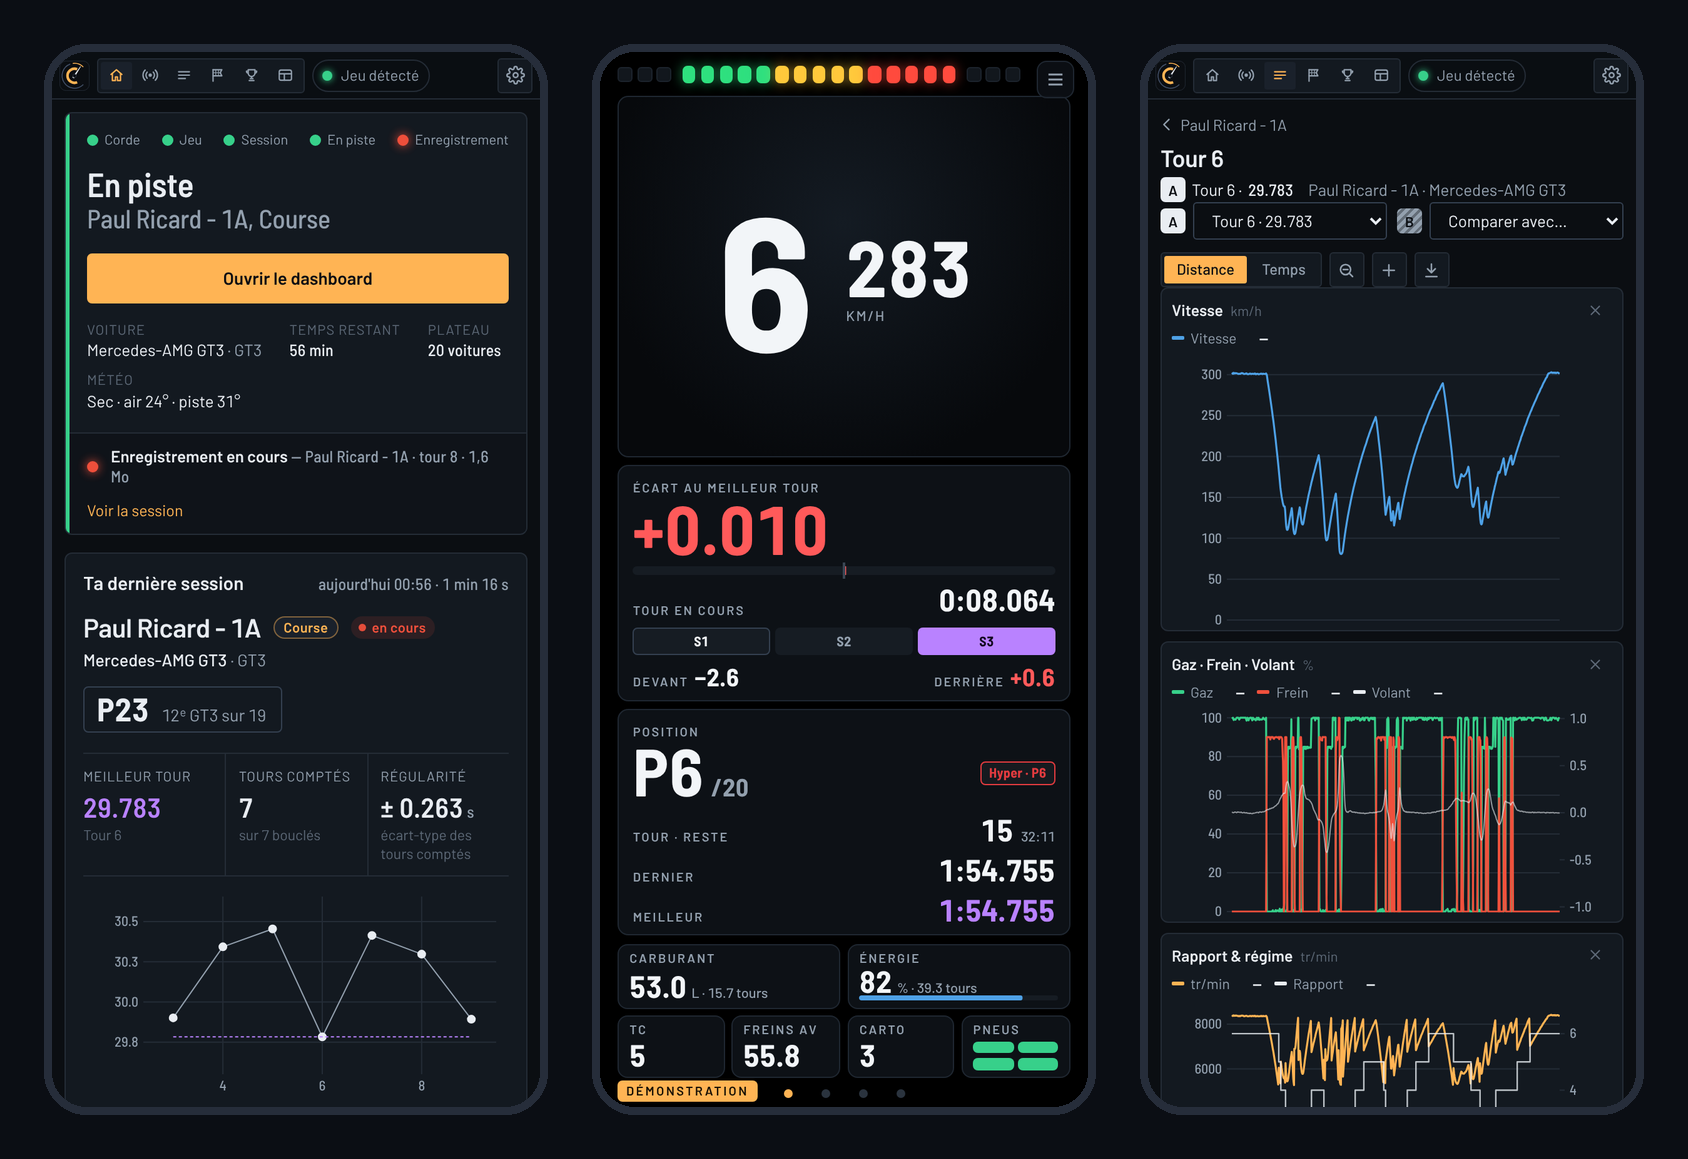 Jeu détecté
Corde Jeu Session En piste Enregistrement
En piste
Paul Ricard - 1A, Course
Ouvrir le dashboard
VOITURE TEMPS RESTANT PLATEAU
Mercedes-AMG GT3 · GT3 56 min 20 voitures
MÉTÉO
Sec · air 24° · piste 31°
Enregistrement en cours – Paul Ricard - 1A · tour 8 · 1,6
Mo
Voir la session
Ta dernière session aujourd'hui 00:56 · 1 min 16 s
Paul Ricard - 1A Course en cours
Mercedes-AMG GT3 · GT3
P23 12e GT3 sur 19
MEILLEUR TOUR TOURS COMPTÉS RÉGULARITÉ
29.783 7 ± 0.263 s
Tour 6 sur 7 bouclés écart-type des
tours comptés
30.5
30.3
30.0
29.8
4 6 8
6 283
KM/H
ÉCART AU MEILLEUR TOUR
+0.010
TOUR EN COURS 0:08.064
S1 S2 S3
DEVANT −2.6 DERRIÈRE +0.6
POSITION
P6 /20 Hyper · P6
TOUR · RESTE 15 32:11
DERNIER 1:54.755
MEILLEUR 1:54.755
CARBURANT ÉNERGIE
53.0 L · 15.7 tours 82 % · 39.3 tours
TC FREINS AV CARTO PNEUS
5 55.8 3
DÉMONSTRATION
Jeu détecté
Paul Ricard - 1A
Tour 6
A Tour 6 · 29.783 Paul Ricard - 1A · Mercedes-AMG GT3
A Tour 6 · 29.783 B Comparer avec...
Distance Temps
Vitesse km/h
Vitesse –
300
250
200
150
100
50
0
Gaz · Frein · Volant %
Gaz – Frein – Volant –
100 1.0
80
0.5
60
0.0
40
-0.5
20
0 -1.0
Rapport & régime tr/min
tr/min – Rapport –
8000 6
6000
4